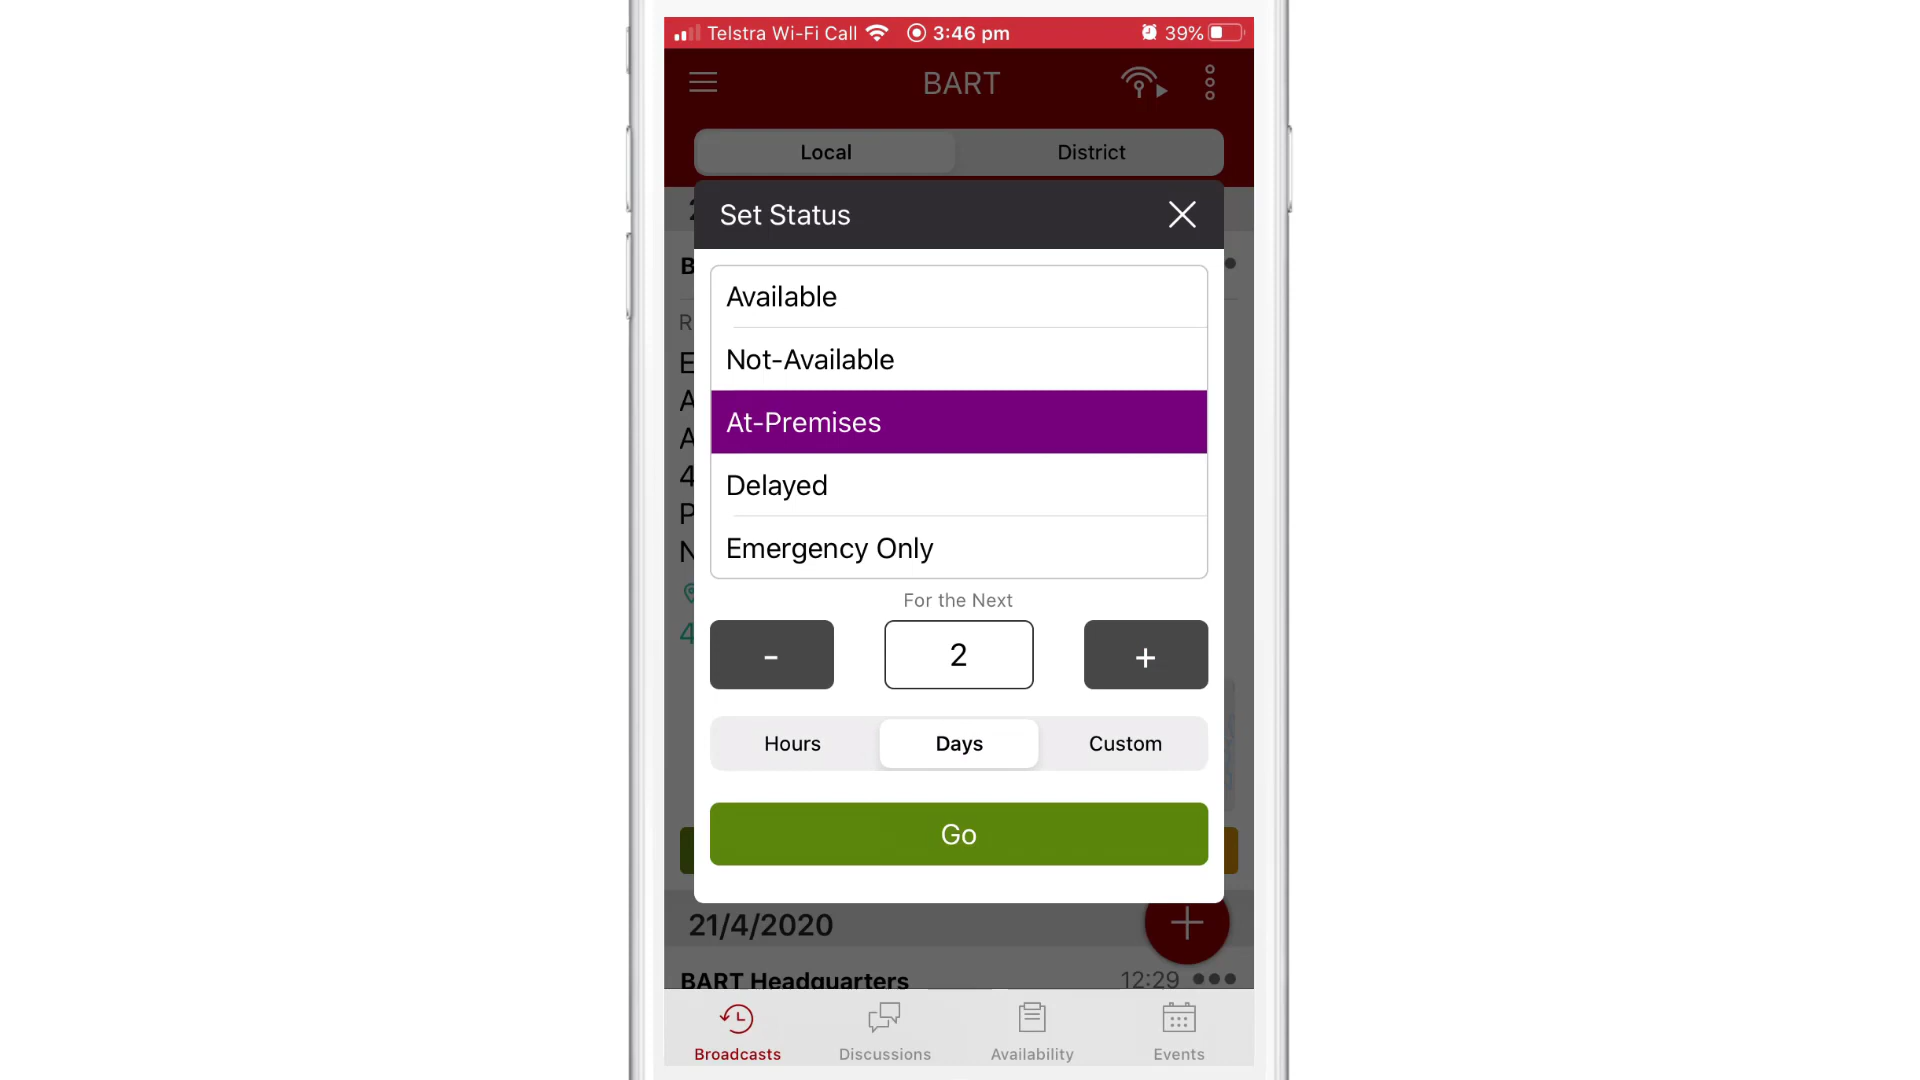 Telstra Wi-Fi Call 3:46 pm 39%
BART
Local District
Set Status
Available
Not-Available
At-Premises
Delayed
Emergency Only
For the Next
- 2 +
Hours Days Custom
Go
21/4/2020
BART Headquarters 12:29
Broadcasts Discussions Availability Events